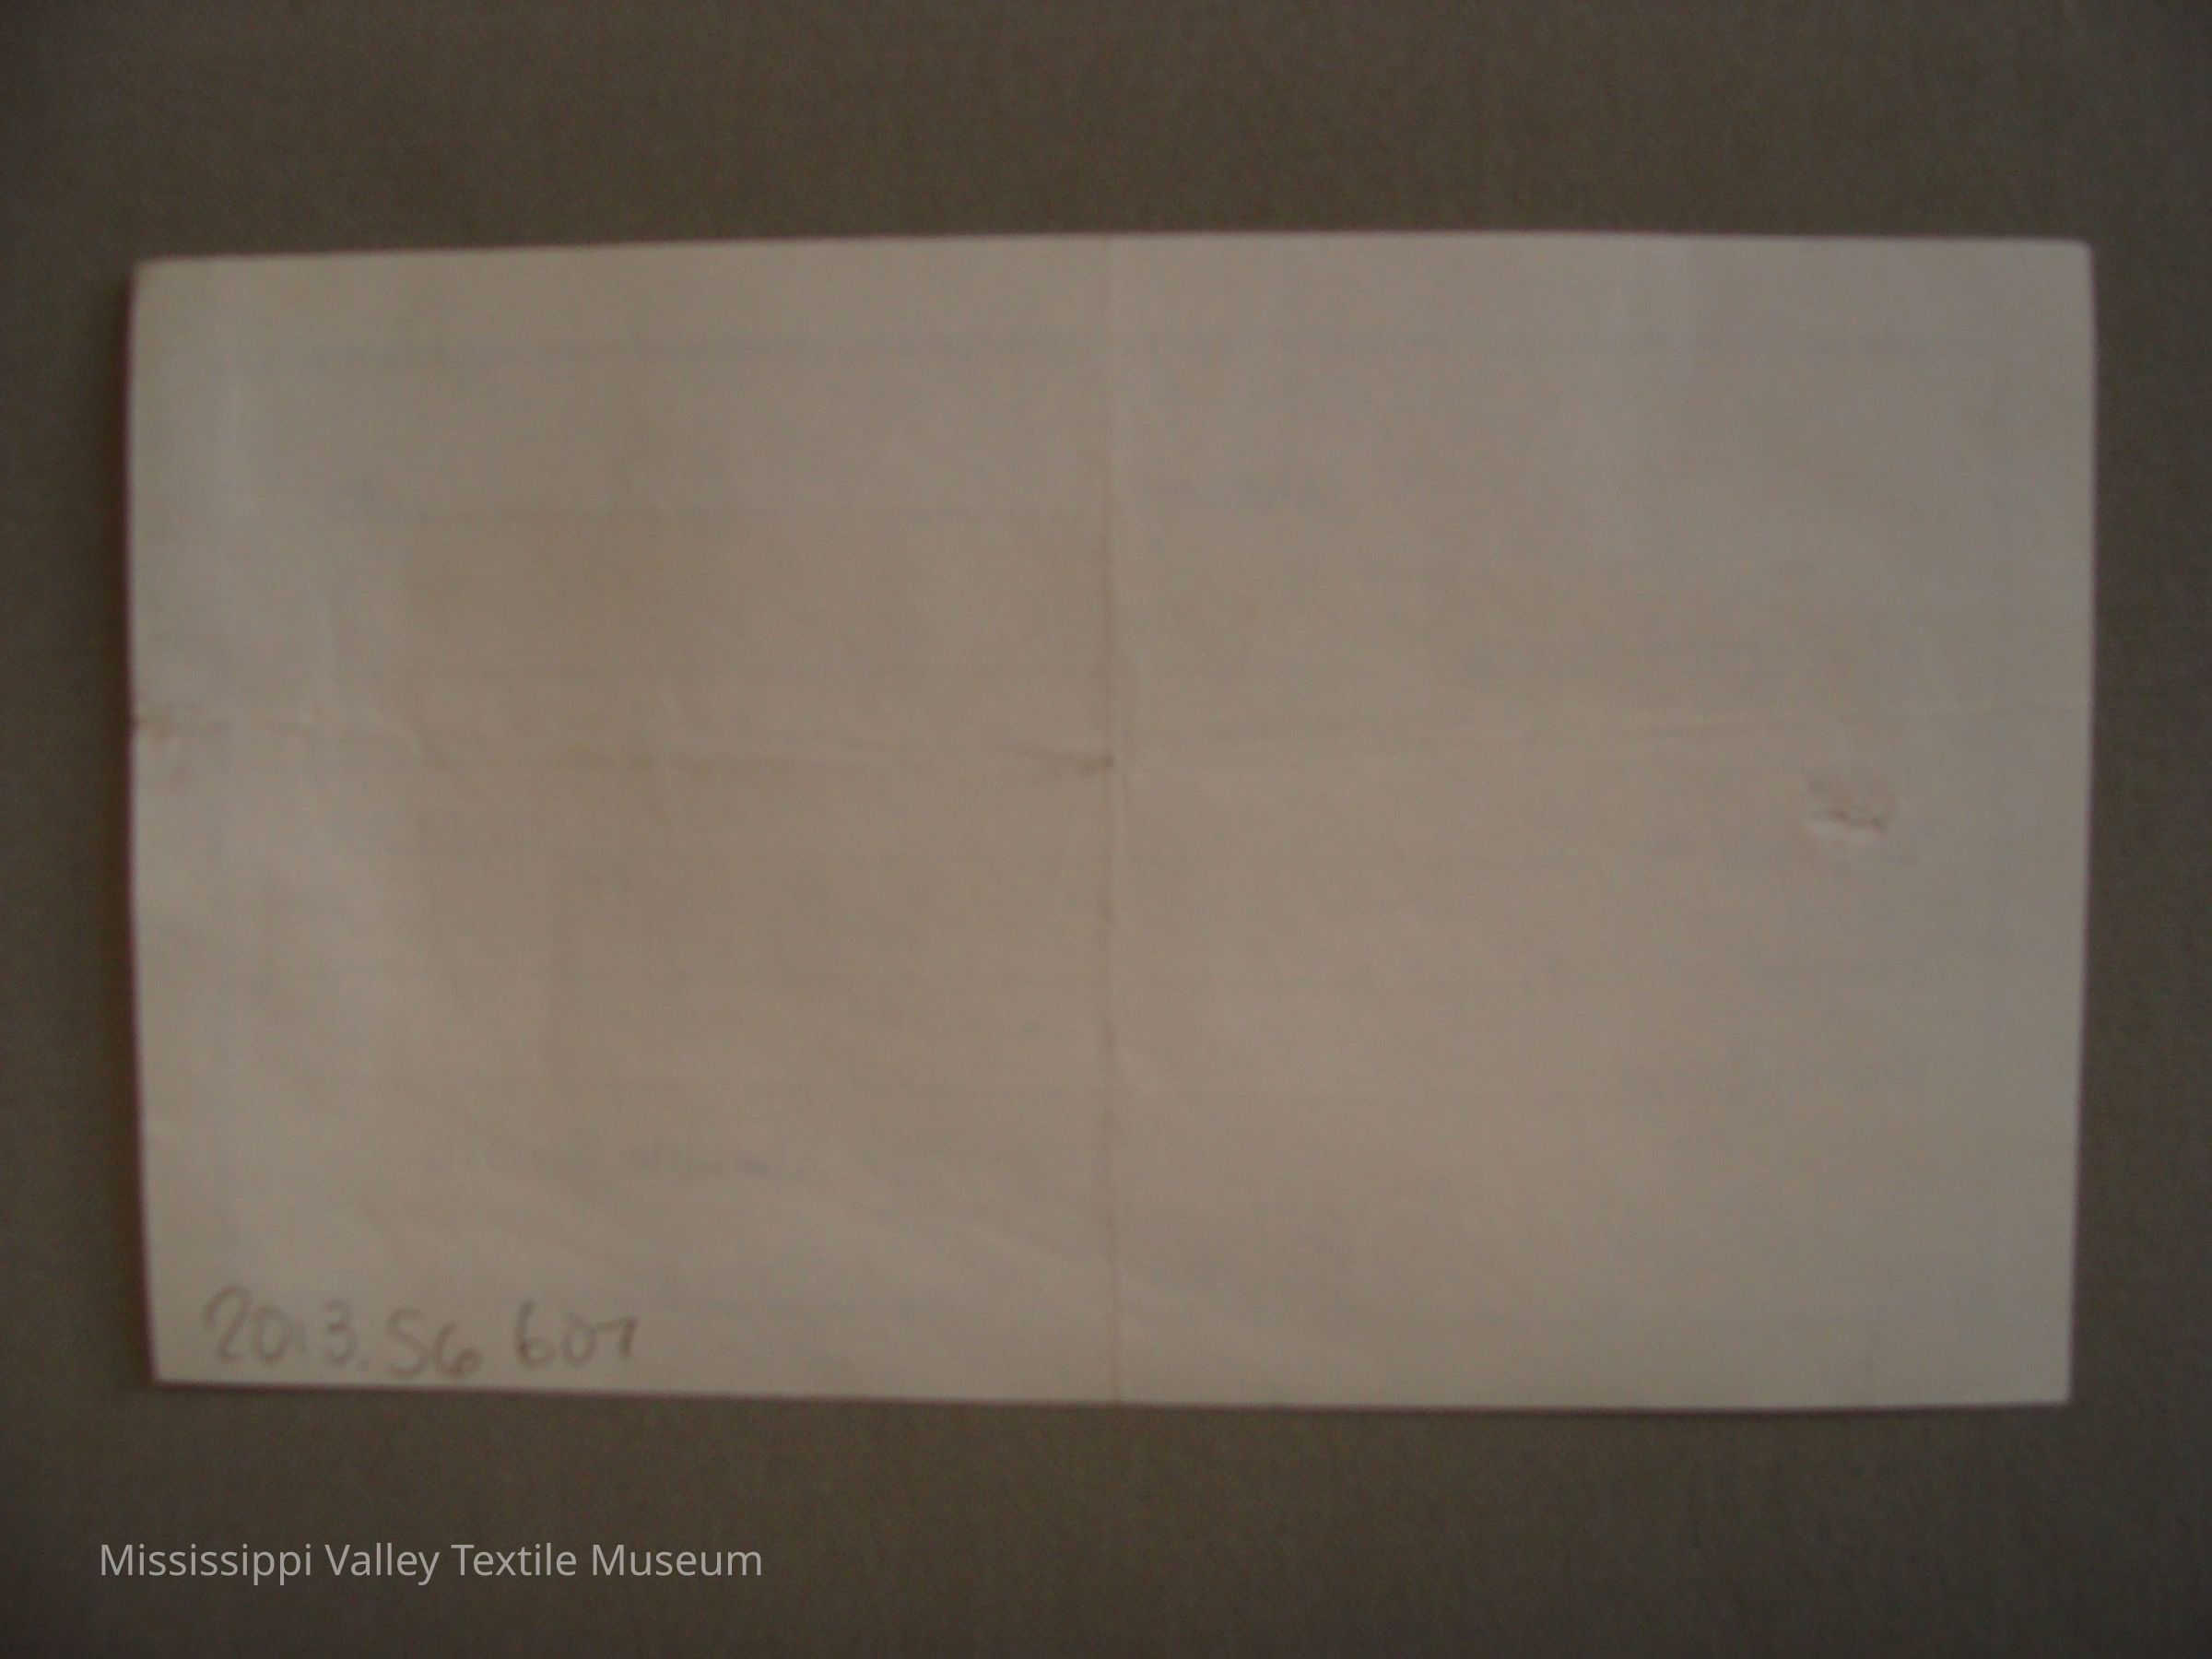 2013.56 607
Mississippi Valley Textile Museum